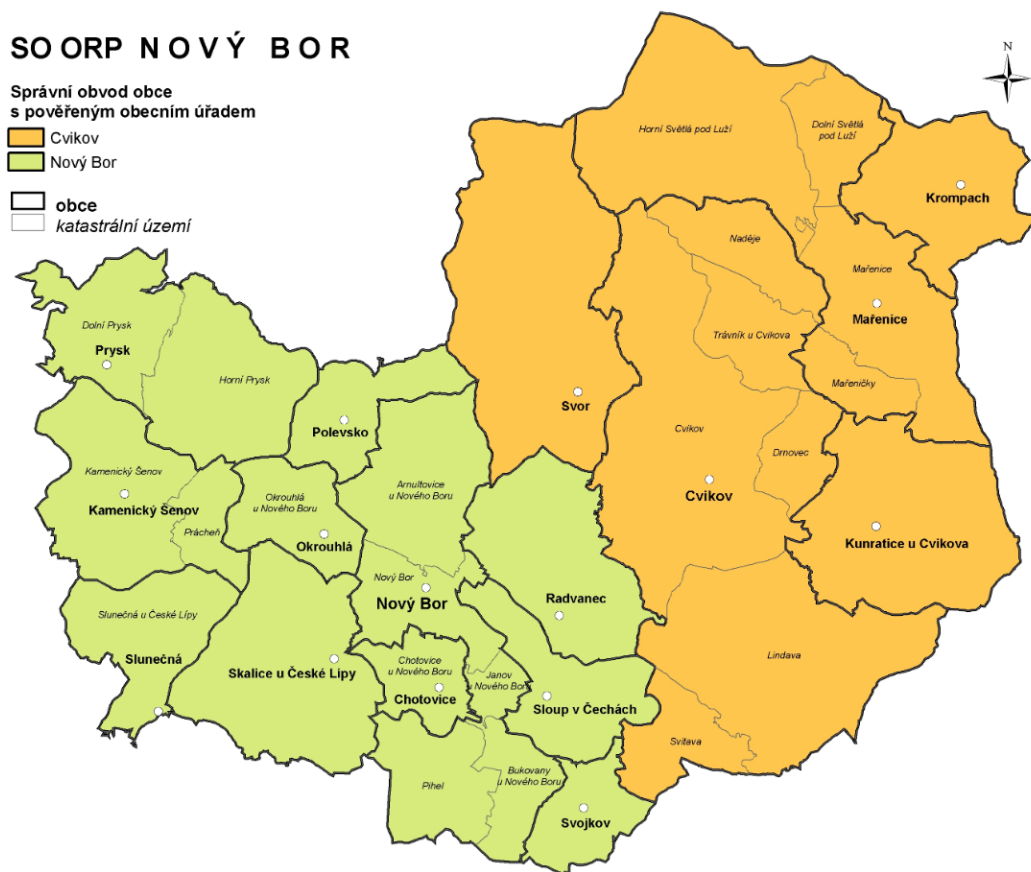 SO ORP N O V Ý  B O R
Správní obvod obce
s pověřeným obecním úřadem
Cvikov
Nový Bor
obce
katastrální území
N
Horní Světlá pod Luží
Dolní Světlá
pod Luží
Krompach
Naděje
Mařenice
Mařenice
Trávník u Cvikova
Mařeničky
Dolní Prysk
Prysk
Horní Prysk
Svor
Polevsko
Cvikov
Drnovec
Cvikov
Kamenický Šenov
Kamenický Šenov
Prácheň
Okrouhlá
u Nového Boru
Okrouhlá
Arnultovice
u Nového Boru
Kunratice u Cvikova
Nový Bor
Nový Bor
Radvanec
Slunečná u České Lípy
Slunečná
Skalice u České Lípy
Chotovice
u Nového Boru
Chotovice
Janov
u Nového Boru
Sloup v Čechách
Lindava
Svitava
Pihel
Bukovany
u Nového Boru
Svojkov